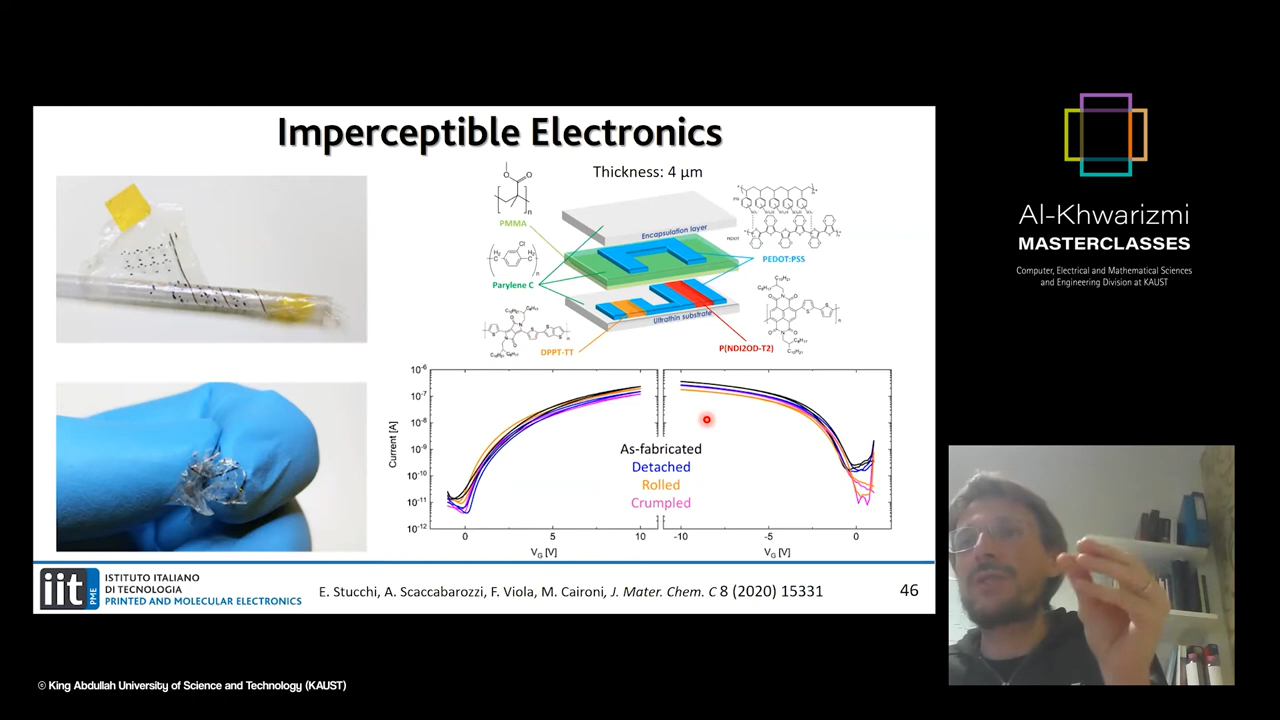 Imperceptible Electronics
Thickness: 4 µm
PMMA
Parylene C
DPPT-TT
Encapsulation layer
Ultrathin substrate
PEDOT:PSS
P(NDI2OD-T2)
Current [A]
10⁻⁶
10⁻⁷
10⁻⁸
10⁻⁹
10⁻¹⁰
10⁻¹¹
10⁻¹²
As-fabricated
Detached
Rolled
Crumpled
0 5 10
-10 -5 0
V_G [V]
V_G [V]
iit PME
ISTITUTO ITALIANO
DI TECNOLOGIA
PRINTED AND MOLECULAR ELECTRONICS
E. Stucchi, A. Scaccabarozzi, F. Viola, M. Caironi, J. Mater. Chem. C 8 (2020) 15331
46
Al-Khwarizmi
MASTERCLASSES
Computer, Electrical and Mathematical Sciences
and Engineering Division at KAUST
© King Abdullah University of Science and Technology (KAUST)